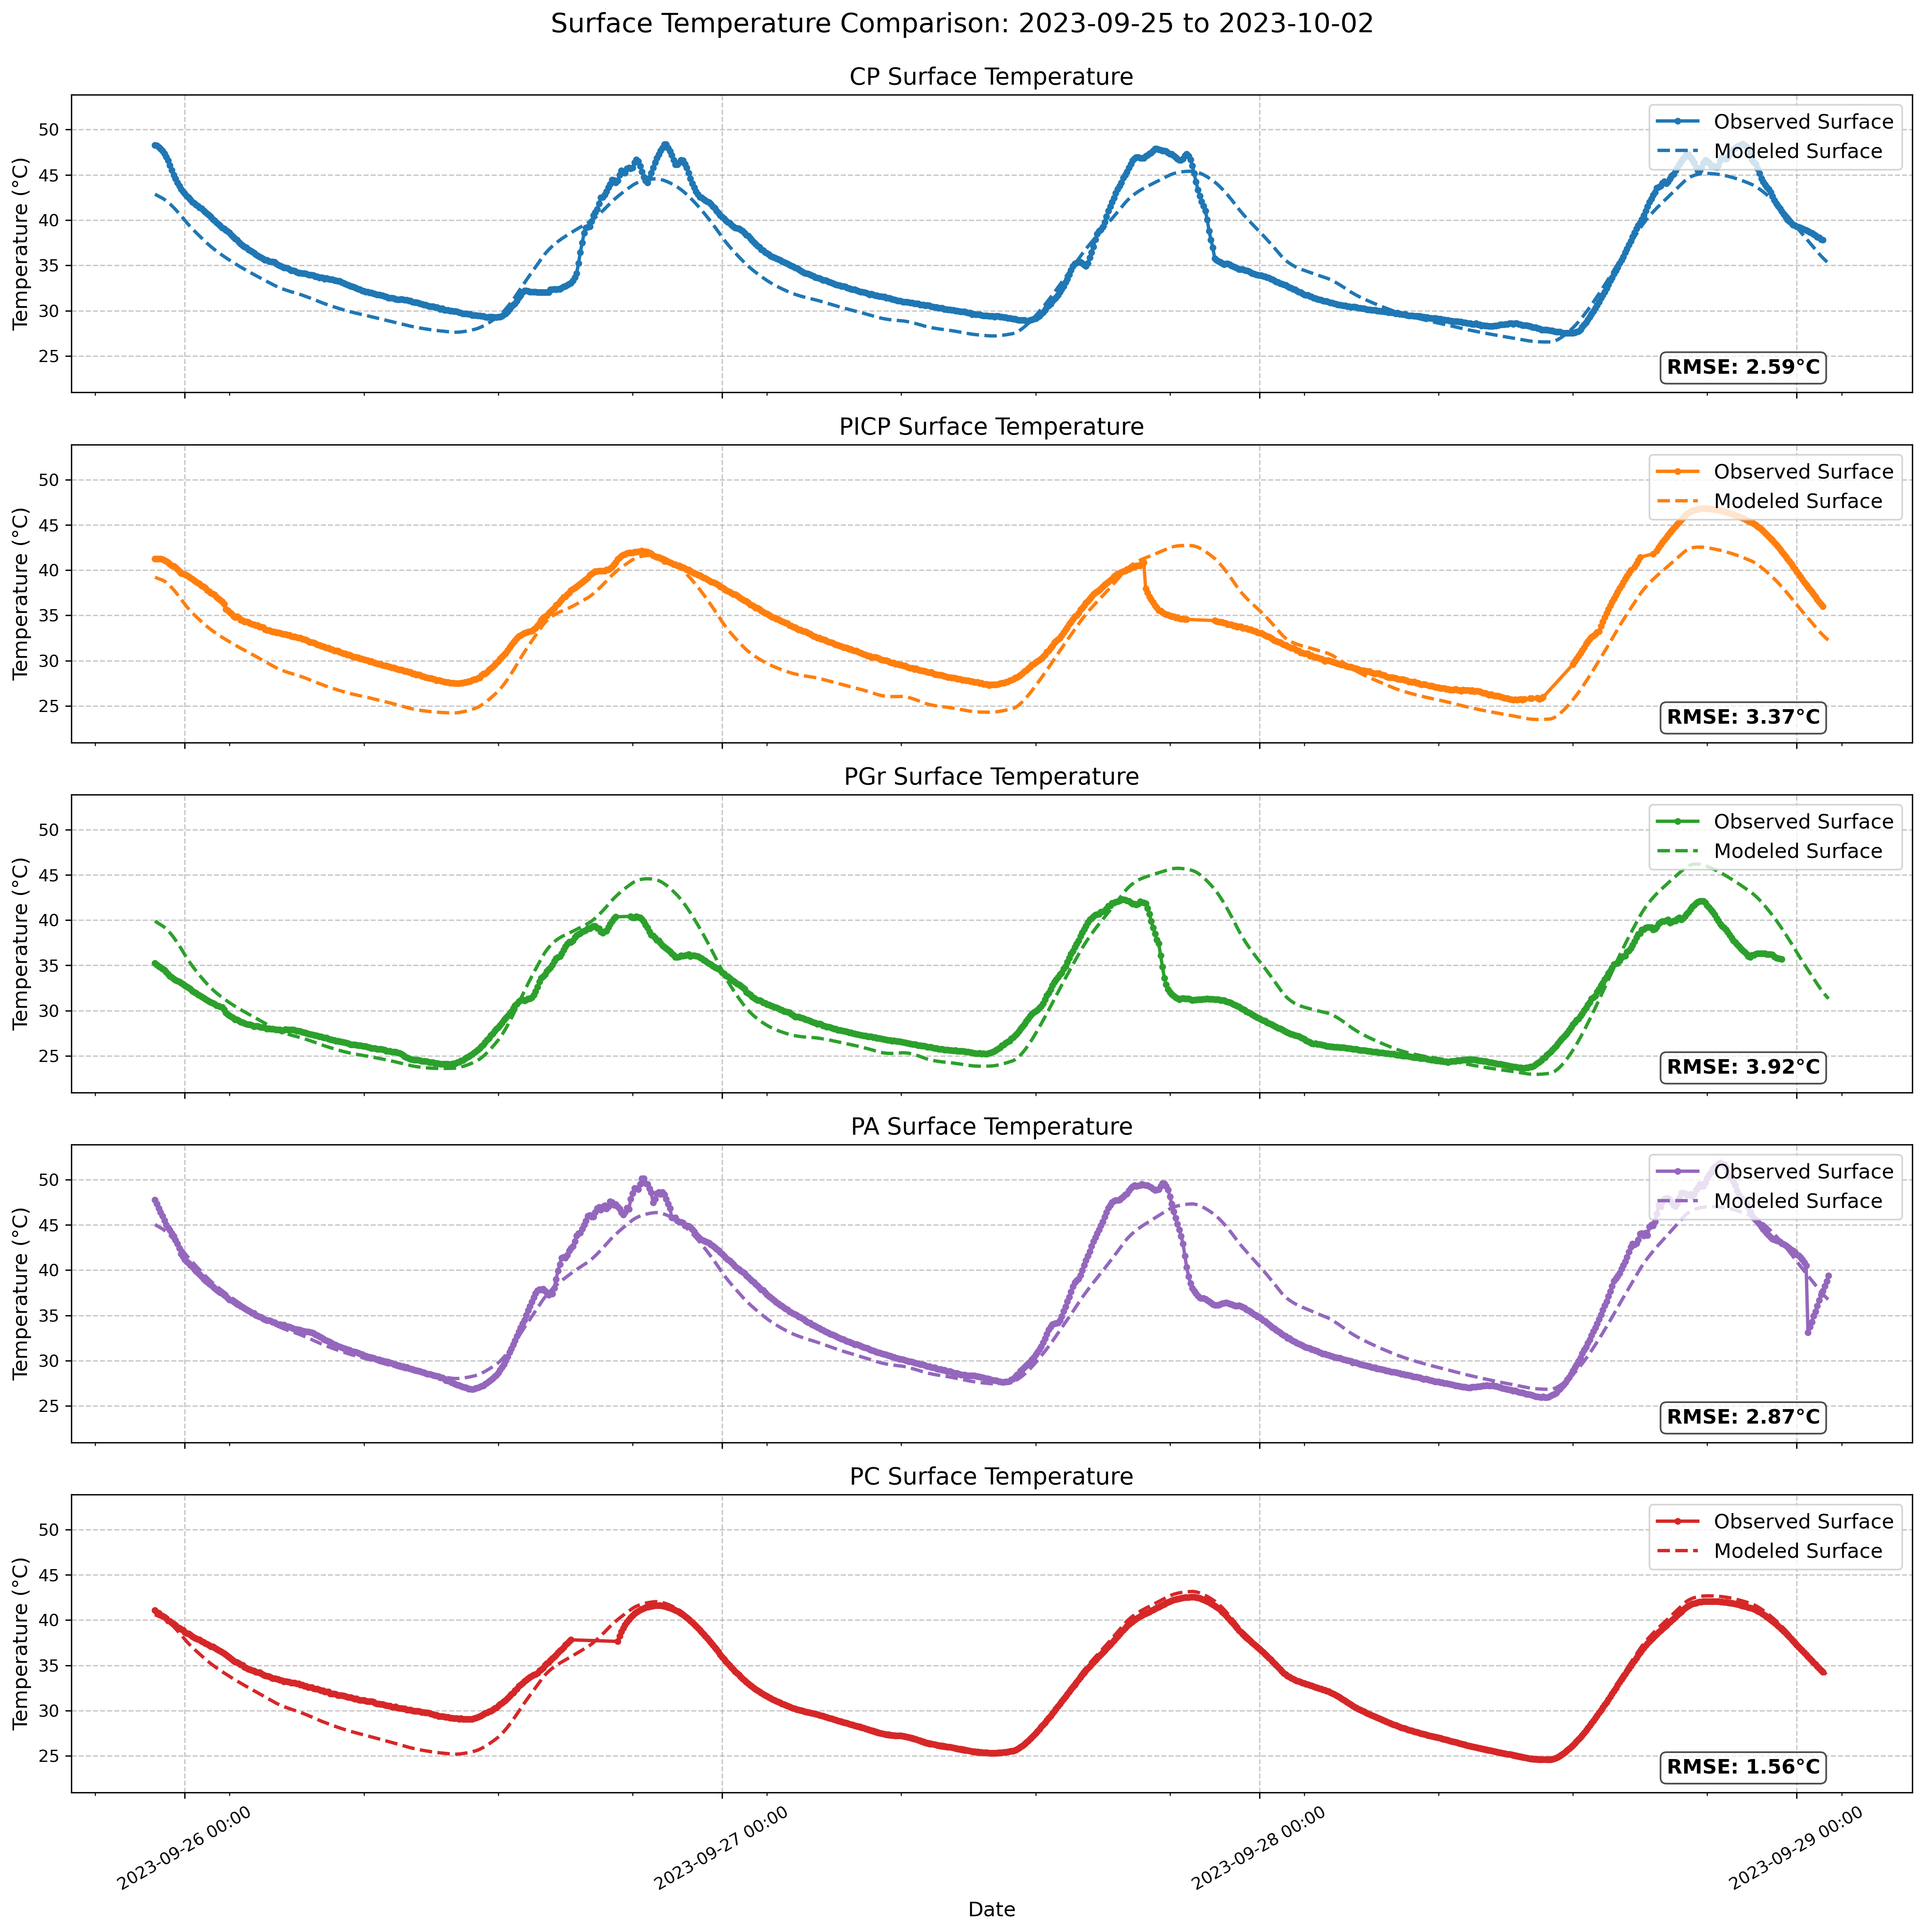 Surface Temperature Comparison: 2023-09-25 to 2023-10-02
CP Surface Temperature
Temperature (°C)
50
45
40
35
30
25
Observed Surface
Modeled Surface
RMSE: 2.59°C
PICP Surface Temperature
Temperature (°C)
50
45
40
35
30
25
Observed Surface
Modeled Surface
RMSE: 3.37°C
PGr Surface Temperature
Temperature (°C)
50
45
40
35
30
25
Observed Surface
Modeled Surface
RMSE: 3.92°C
PA Surface Temperature
Temperature (°C)
50
45
40
35
30
25
Observed Surface
Modeled Surface
RMSE: 2.87°C
PC Surface Temperature
Temperature (°C)
50
45
40
35
30
25
Observed Surface
Modeled Surface
RMSE: 1.56°C
2023-09-26 00:00
2023-09-27 00:00
2023-09-28 00:00
2023-09-29 00:00
Date